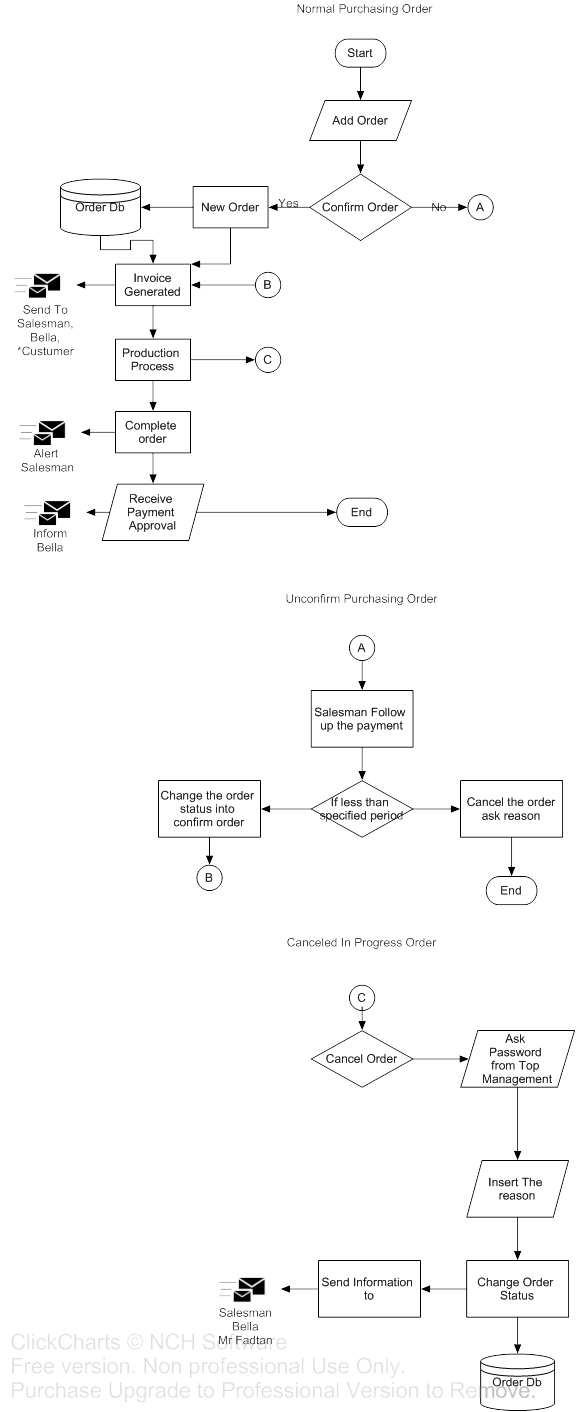 Normal Purchasing Order
Start
Add Order
Order Db
New Order
Yes
Confirm Order
No
A
Invoice
Generated
B
Send To
Salesman,
Bella,
*Custumer
Production
Process
C
Complete
order
Alert
Salesman
Receive
Payment
Approval
End
Inform
Bella
Unconfirm Purchasing Order
A
Salesman Follow
up the payment
Change the order
status into
confirm order
If less than
specified period
Cancel the order
ask reason
B
End
Canceled In Progress Order
C
Cancel Order
Ask
Password
from Top
Management
Insert The
reason
Send Information
to
Change Order
Status
Salesman
Bella
Mr Fadtan
Order Db
ClickCharts © NCH Software
Free version. Non professional Use Only.
Purchase Upgrade to Professional Version to Remove.